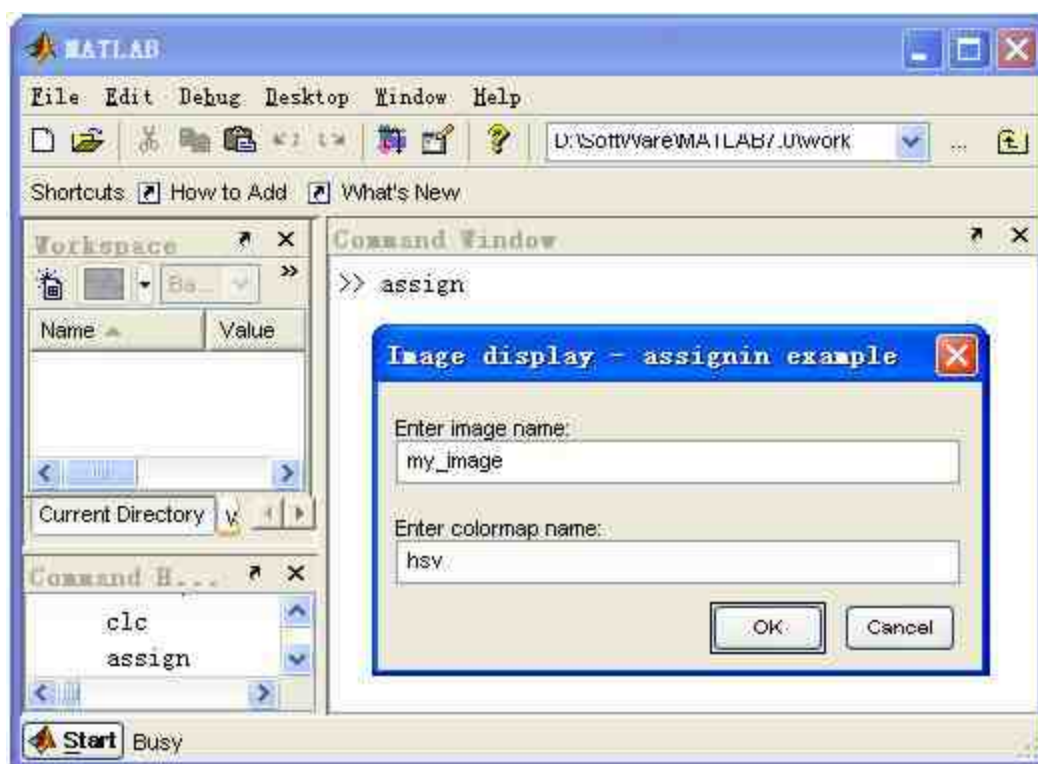 MATLAB
File Edit Debug Desktop Window Help
D:\SoftWare\MATLAB7.0\work ...
Shortcuts How to Add What's New
Workspace
Ba...
Name Value
Current Directory
Command H...
clc
assign
Command Window
>> assign
Image display - assignin example
Enter image name:
my_image
Enter colormap name:
hsv
OK Cancel
Start Busy